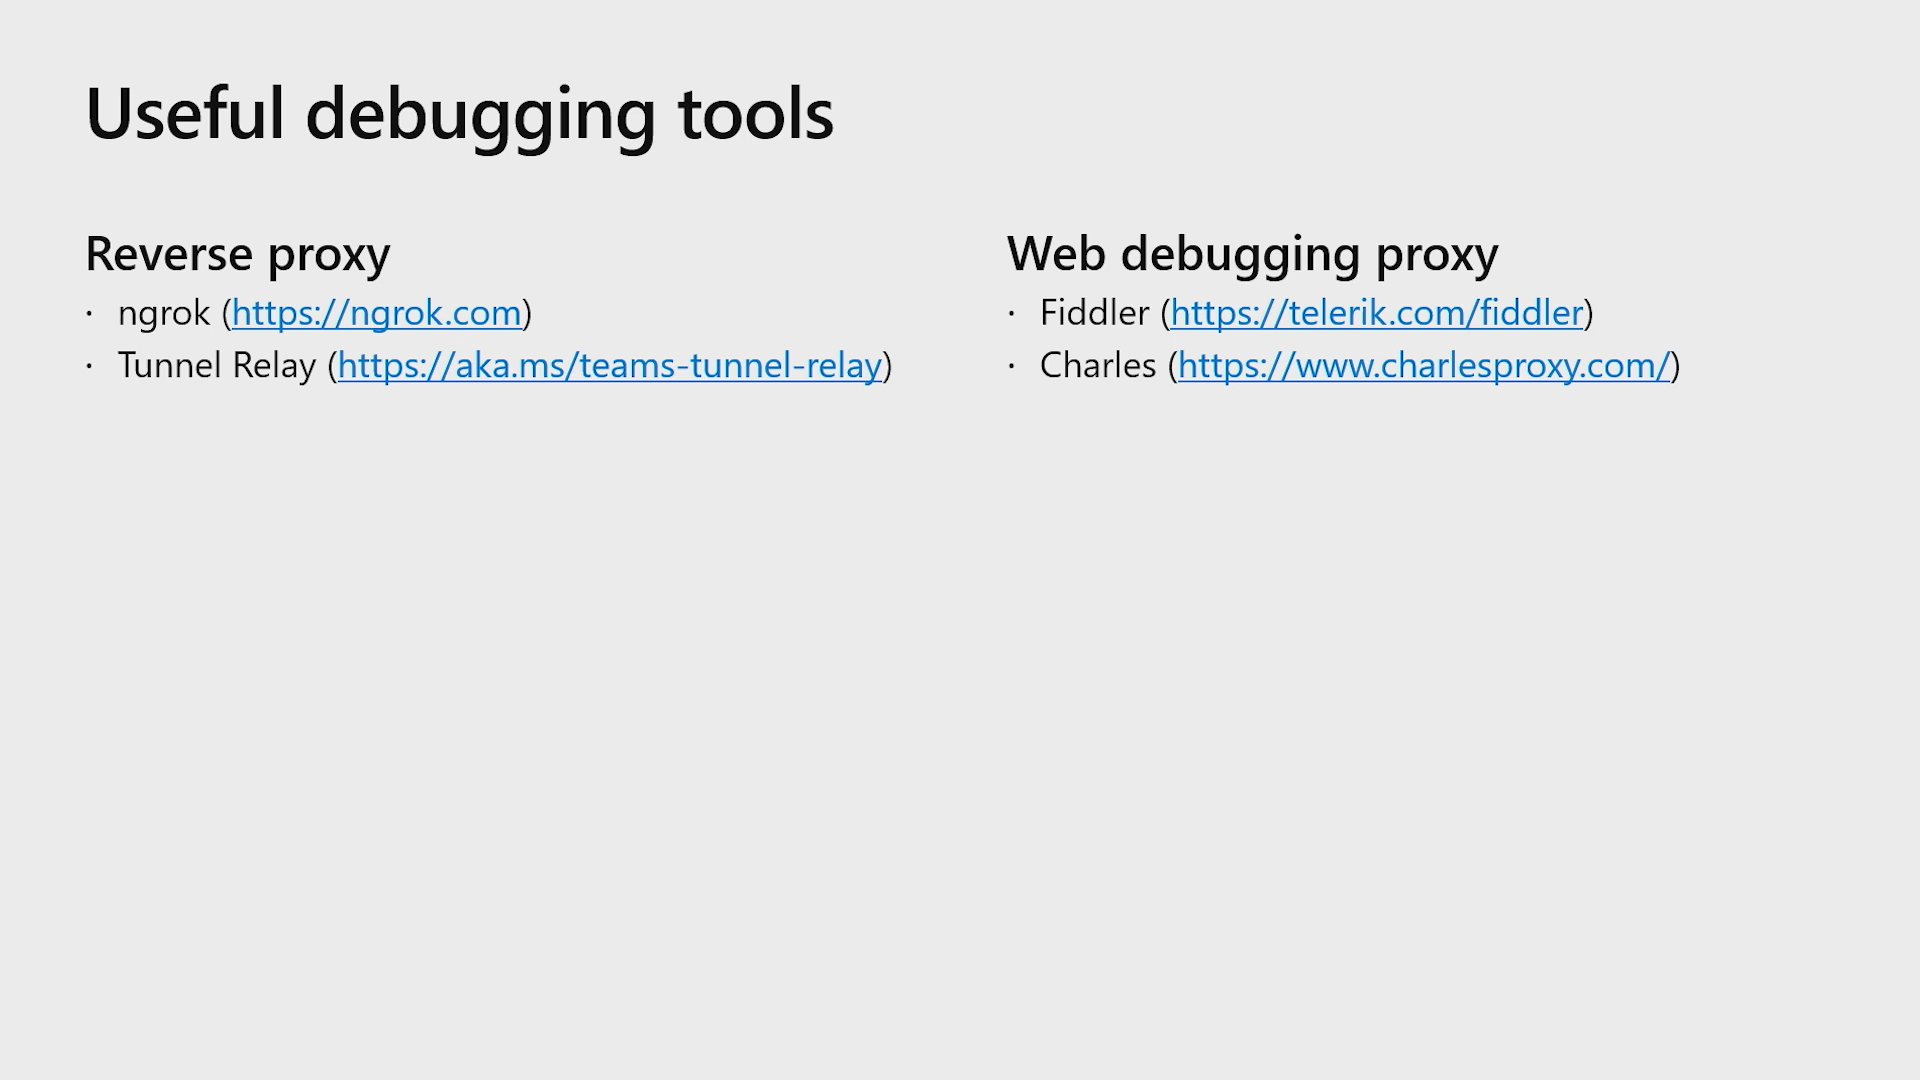 Useful debugging tools
Reverse proxy
· ngrok (https://ngrok.com)
· Tunnel Relay (https://aka.ms/teams-tunnel-relay)
Web debugging proxy
· Fiddler (https://telerik.com/fiddler)
· Charles (https://www.charlesproxy.com/)